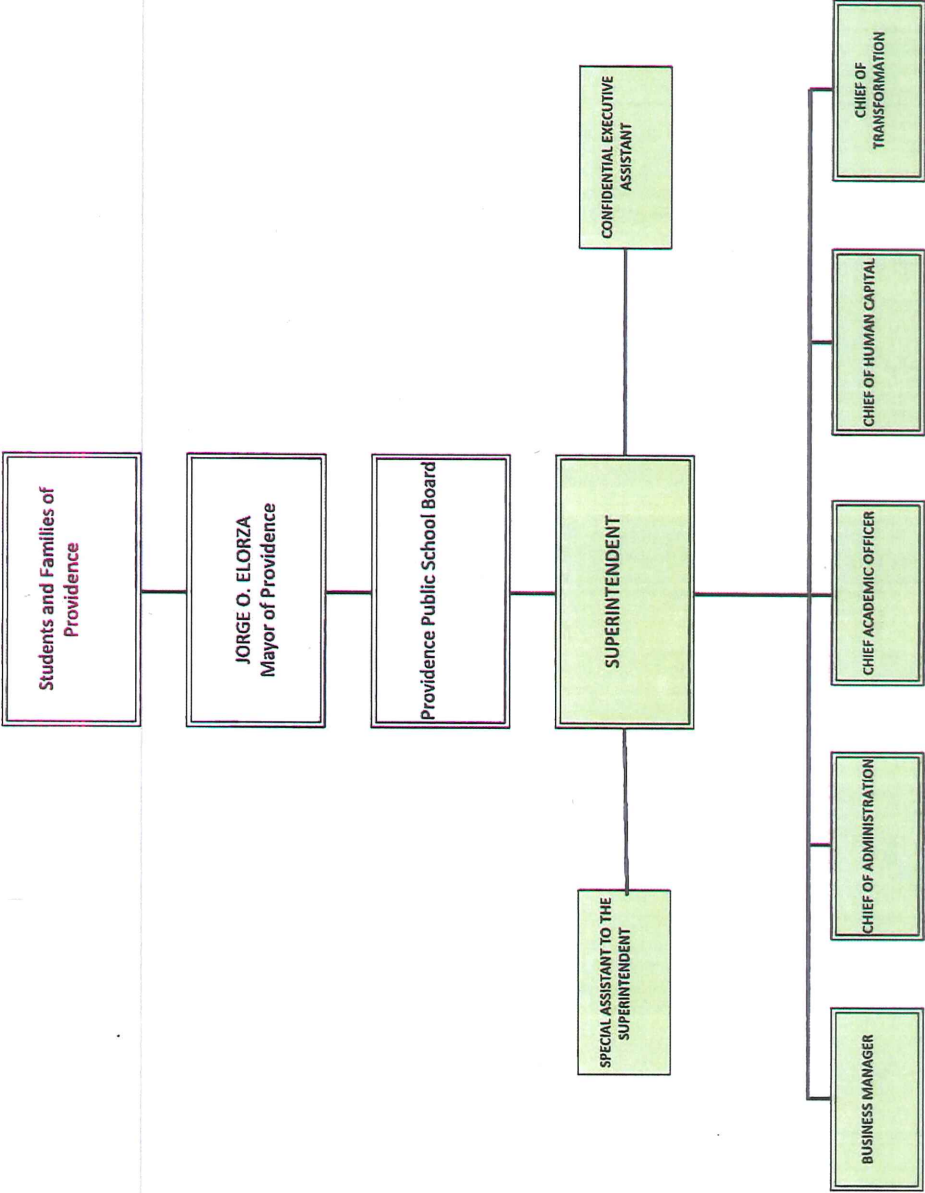 Students and Families of
Providence
JORGE O. ELORZA
Mayor of Providence
Providence Public School Board
SUPERINTENDENT
SPECIAL ASSISTANT TO THE
SUPERINTENDENT
CONFIDENTIAL EXECUTIVE
ASSISTANT
BUSINESS MANAGER
CHIEF OF ADMINISTRATION
CHIEF ACADEMIC OFFICER
CHIEF OF HUMAN CAPITAL
CHIEF OF
TRANSFORMATION